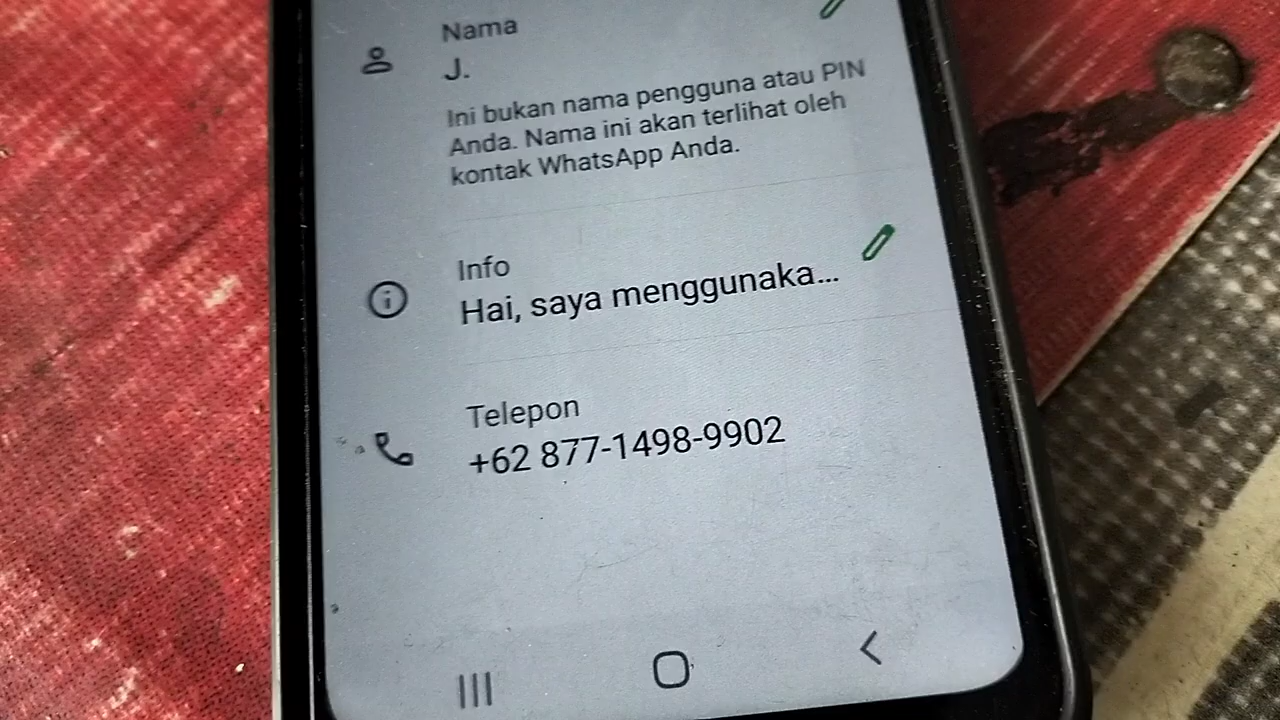 Nama
J.
Ini bukan nama pengguna atau PIN
Anda. Nama ini akan terlihat oleh
kontak WhatsApp Anda.
Info
Hai, saya menggunaka...
Telepon
+62 877-1498-9902